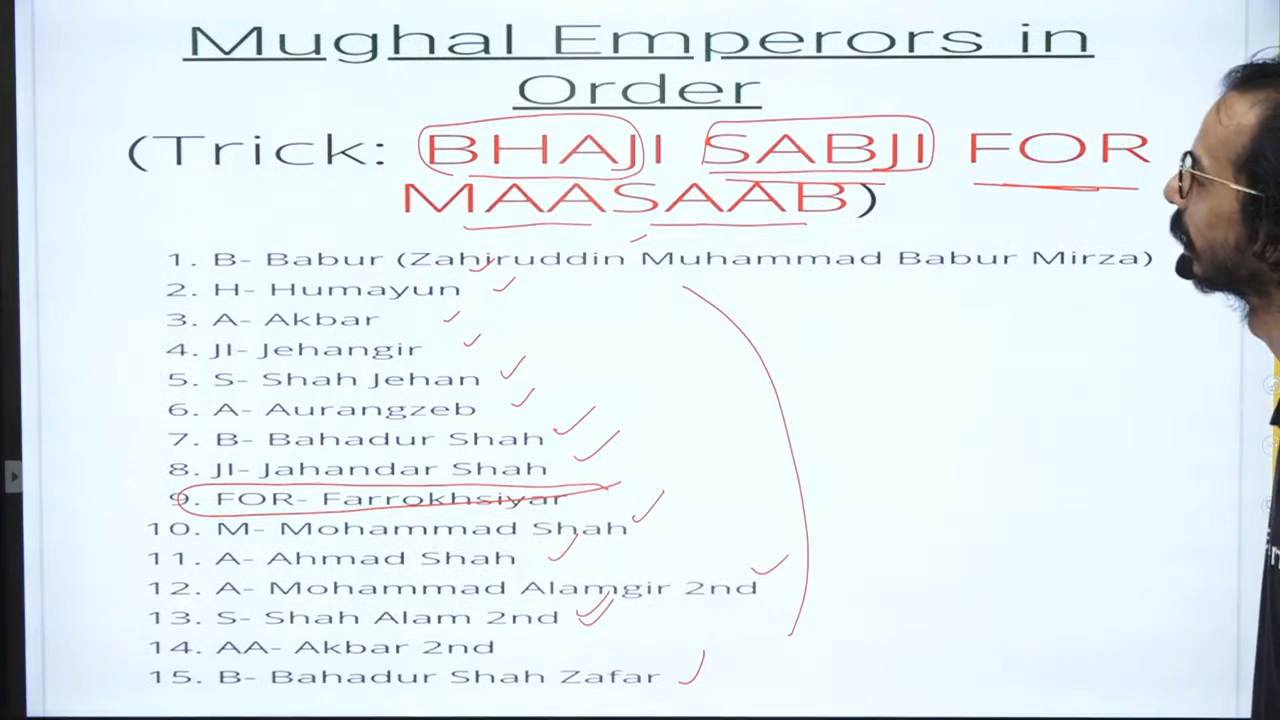 Mughal Emperors in
Order
(Trick: BHAJI SABJI FOR
MAASAAB)
1. B- Babur (Zahiruddin Muhammad Babur Mirza)
2. H- Humayun
3. A- Akbar
4. JI- Jehangir
5. S- Shah Jehan
6. A- Aurangzeb
7. B- Bahadur Shah
8. JI- Jahandar Shah
9. FOR- Farrokhsiyar
10. M- Mohammad Shah
11. A- Ahmad Shah
12. A- Mohammad Alamgir 2nd
13. S- Shah Alam 2nd
14. AA- Akbar 2nd
15. B- Bahadur Shah Zafar